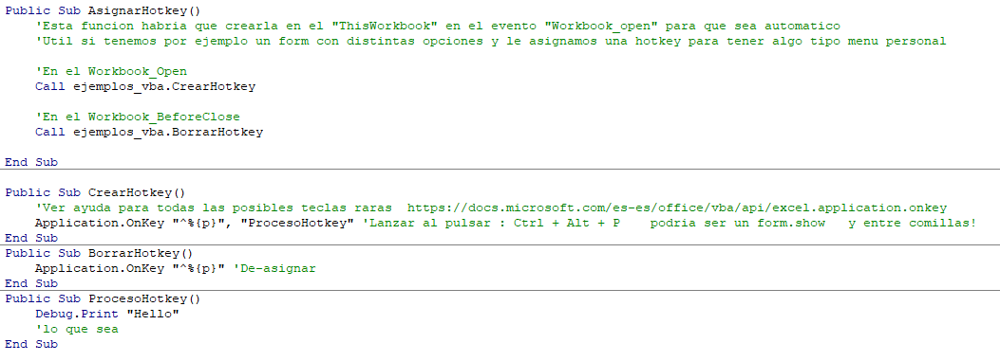 Public Sub AsignarHotkey()
    'Esta funcion habria que crearla en el "ThisWorkbook" en el evento "Workbook_open" para que sea automatico
    'Util si tenemos por ejemplo un form con distintas opciones y le asignamos una hotkey para tener algo tipo menu personal
    'En el Workbook_Open
    Call ejemplos_vba.CrearHotkey
    'En el Workbook_BeforeClose
    Call ejemplos_vba.BorrarHotkey
End Sub
Public Sub CrearHotkey()
    'Ver ayuda para todas las posibles teclas raras  https://docs.microsoft.com/es-es/office/vba/api/excel.application.onkey
    Application.OnKey "^%{p}", "ProcesoHotkey" 'Lanzar al pulsar : Ctrl + Alt + P    podria ser un form.show   y entre comillas!
End Sub
Public Sub BorrarHotkey()
    Application.OnKey "^%{p}" 'De-asignar
End Sub
Public Sub ProcesoHotkey()
    Debug.Print "Hello"
    'lo que sea
End Sub